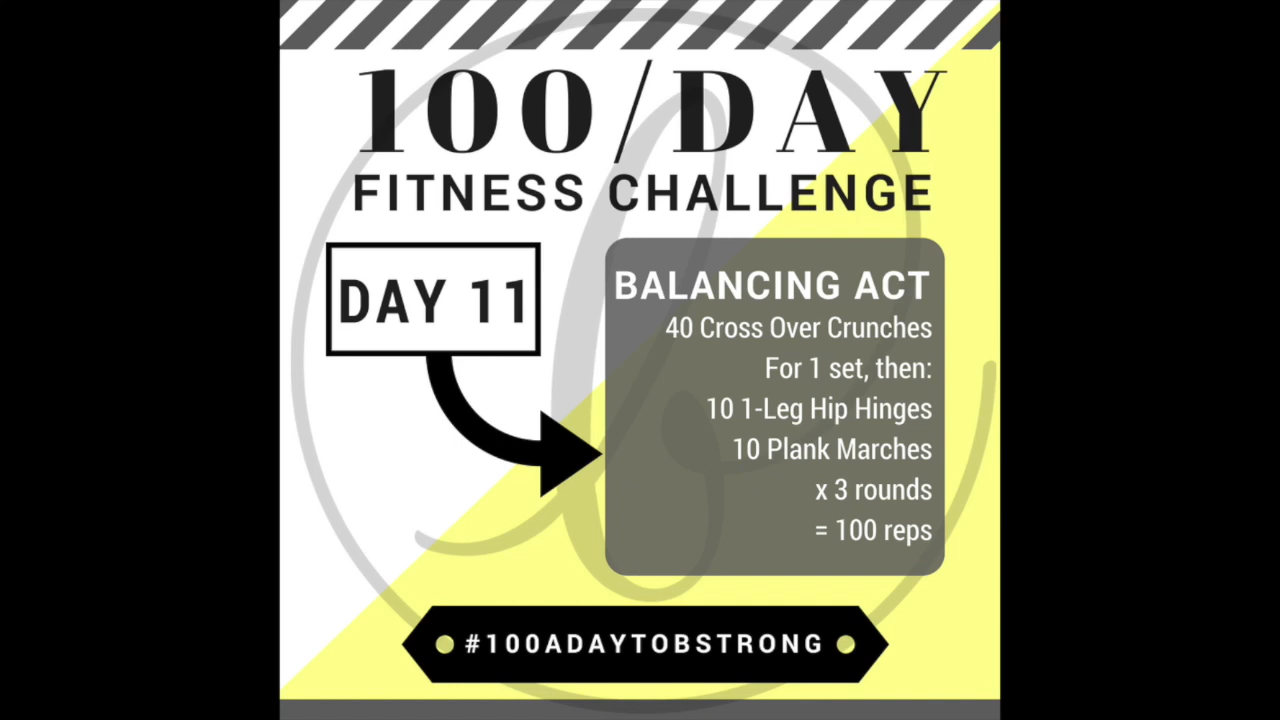 100/DAY
FITNESS CHALLENGE
DAY 11
BALANCING ACT
40 Cross Over Crunches
For 1 set, then:
10 1-Leg Hip Hinges
10 Plank Marches
x 3 rounds
= 100 reps
#100ADAYTOBSTRONG